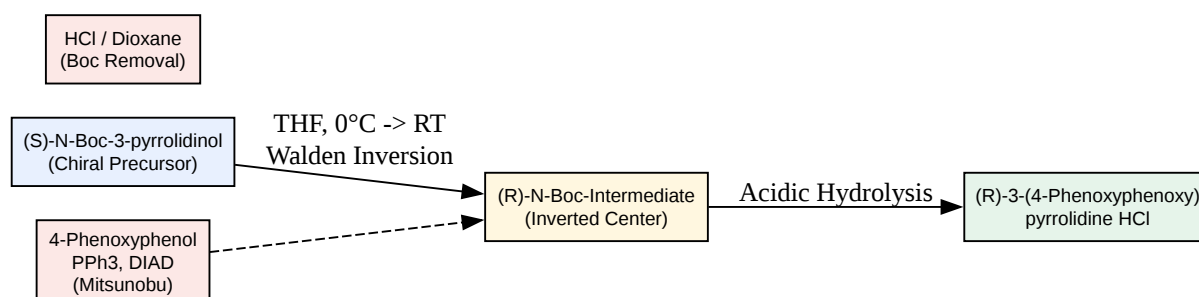 HCl / Dioxane
(Boc Removal)
(S)-N-Boc-3-pyrrolidinol
(Chiral Precursor)
THF, 0°C -> RT
Walden Inversion
4-Phenoxyphenol
PPh3, DIAD
(Mitsunobu)
(R)-N-Boc-Intermediate
(Inverted Center)
Acidic Hydrolysis
(R)-3-(4-Phenoxyphenoxy)
pyrrolidine HCl